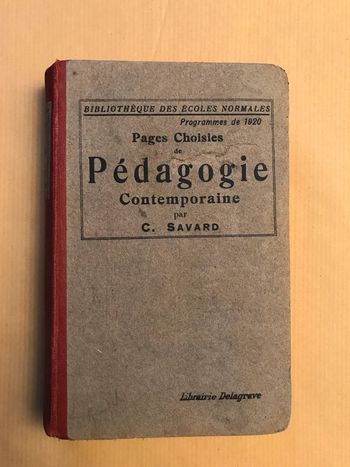 BIBLIOTHÈQUE DES ÉCOLES NORMALES
Programmes de 1920
Pages Choisies
de
Pédagogie
Contemporaine
par
C. SAVARD
Librairie Delagrave